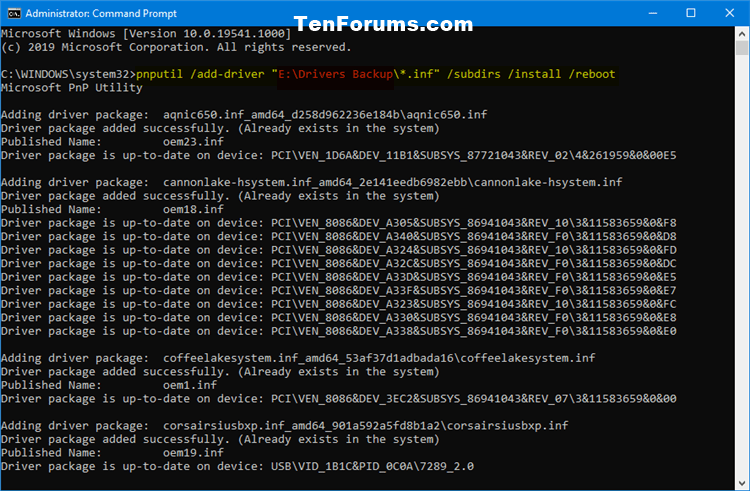 Administrator: Command Prompt
TenForums.com
Microsoft Windows [Version 10.0.19541.1000]
(c) 2019 Microsoft Corporation. All rights reserved.
C:\WINDOWS\system32>pnputil /add-driver "E:\Drivers Backup\*.inf" /subdirs /install /reboot
Microsoft PnP Utility
Adding driver package:  aqnic650.inf_amd64_d258d962236e184b\aqnic650.inf
Driver package added successfully. (Already exists in the system)
Published Name:         oem23.inf
Driver package is up-to-date on device: PCI\VEN_1D6A&DEV_11B1&SUBSYS_87721043&REV_02\4&261959&0&00E5
Adding driver package:  cannonlake-hsystem.inf_amd64_2e141eedb6982ebb\cannonlake-hsystem.inf
Driver package added successfully. (Already exists in the system)
Published Name:         oem18.inf
Driver package is up-to-date on device: PCI\VEN_8086&DEV_A305&SUBSYS_86941043&REV_10\3&11583659&0&F8
Driver package is up-to-date on device: PCI\VEN_8086&DEV_A340&SUBSYS_86941043&REV_F0\3&11583659&0&D8
Driver package is up-to-date on device: PCI\VEN_8086&DEV_A324&SUBSYS_86941043&REV_10\3&11583659&0&FD
Driver package is up-to-date on device: PCI\VEN_8086&DEV_A32C&SUBSYS_86941043&REV_F0\3&11583659&0&DC
Driver package is up-to-date on device: PCI\VEN_8086&DEV_A33D&SUBSYS_86941043&REV_F0\3&11583659&0&E5
Driver package is up-to-date on device: PCI\VEN_8086&DEV_A33F&SUBSYS_86941043&REV_F0\3&11583659&0&E7
Driver package is up-to-date on device: PCI\VEN_8086&DEV_A323&SUBSYS_86941043&REV_10\3&11583659&0&FC
Driver package is up-to-date on device: PCI\VEN_8086&DEV_A330&SUBSYS_86941043&REV_F0\3&11583659&0&E8
Driver package is up-to-date on device: PCI\VEN_8086&DEV_A338&SUBSYS_86941043&REV_F0\3&11583659&0&E0
Adding driver package:  coffeelakesystem.inf_amd64_53af37d1adbada16\coffeelakesystem.inf
Driver package added successfully. (Already exists in the system)
Published Name:         oem1.inf
Driver package is up-to-date on device: PCI\VEN_8086&DEV_3EC2&SUBSYS_86941043&REV_07\3&11583659&0&00
Adding driver package:  corsairsiusbxp.inf_amd64_901a592a5fd8b1a2\corsairsiusbxp.inf
Driver package added successfully. (Already exists in the system)
Published Name:         oem19.inf
Driver package is up-to-date on device: USB\VID_1B1C&PID_0C0A\7289_2.0